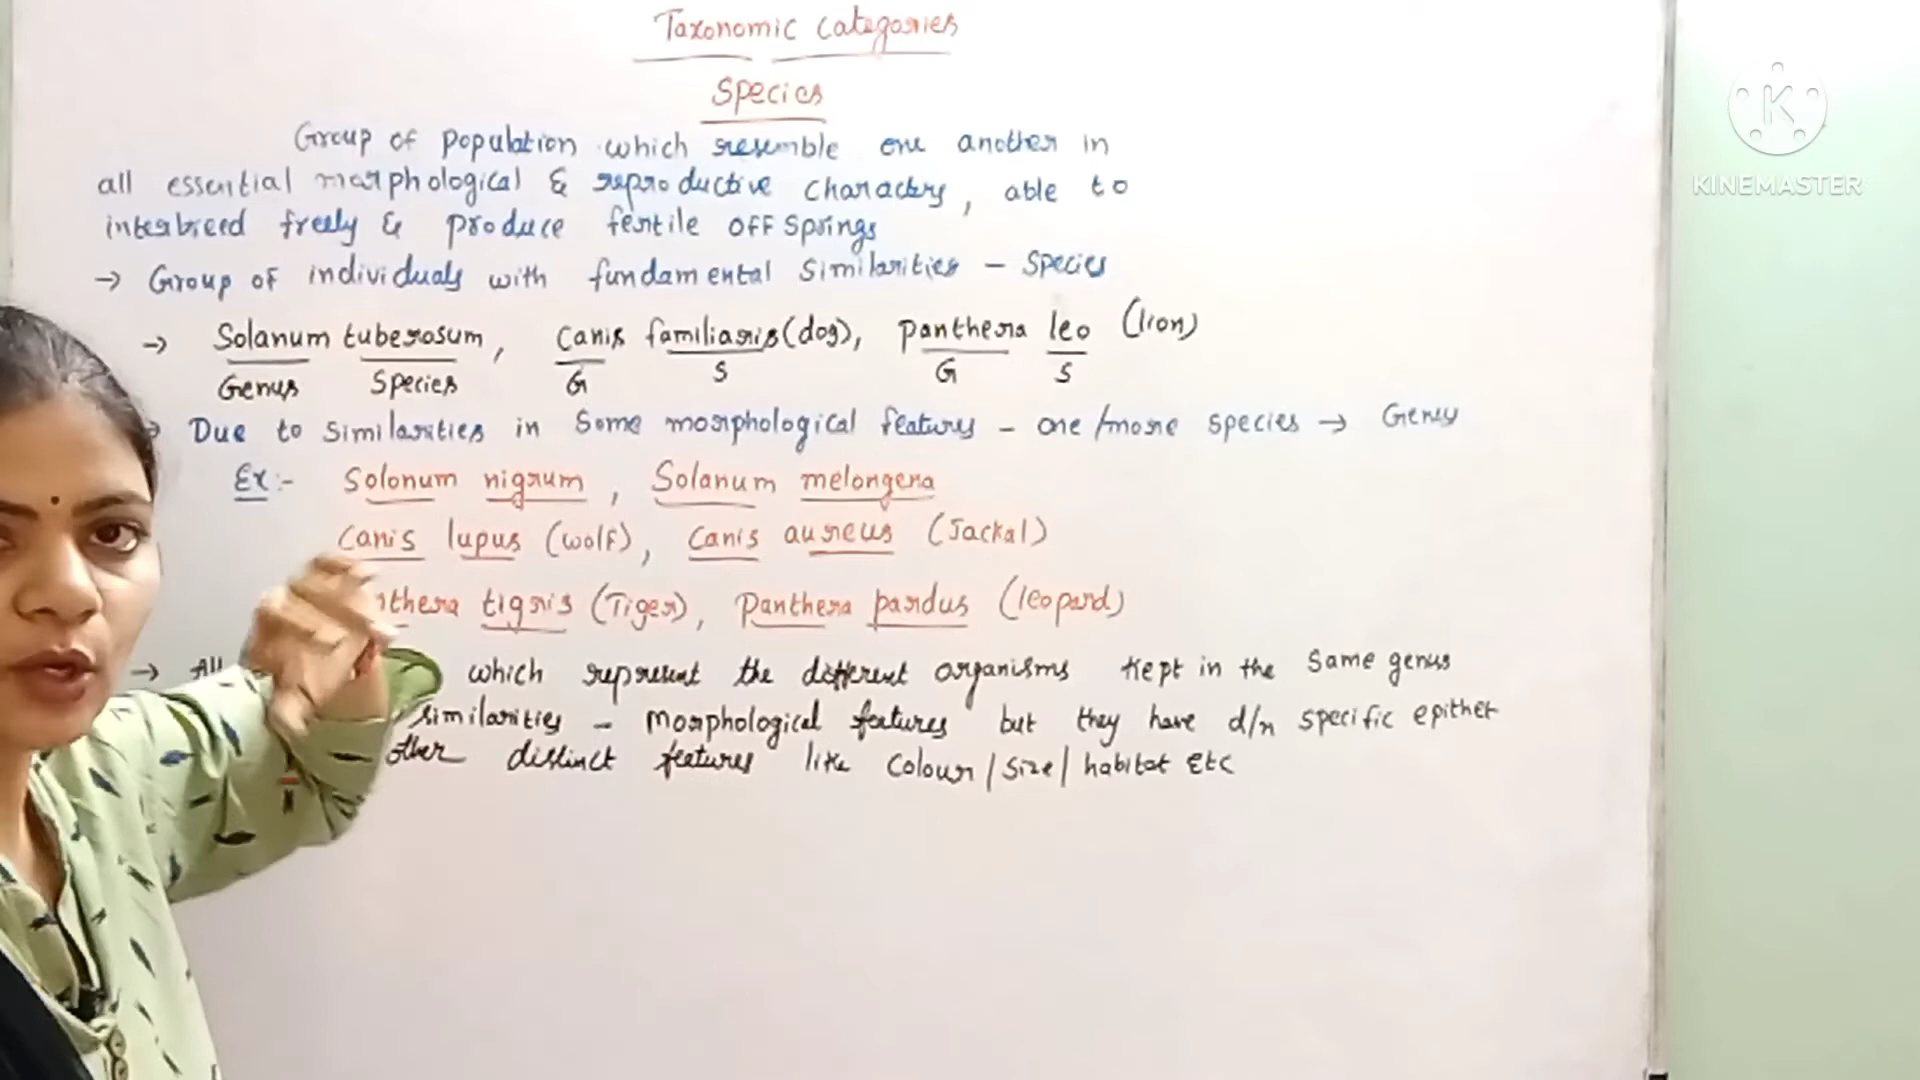 Taxonomic categories
Species
Group of population which resemble one another in
all essential morphological & reproductive characters, able to
interbreed freely & produce fertile offsprings
→ Group of individuals with fundamental similarities - Species
→ Solanum tuberosum, Canis familiaris (dog), Panthera leo (lion)
Genus Species G S G S
Due to similarities in some morphological features - one/more species → Genus
Ex:- Solonum nigrum, Solanum melongena
Canis lupus (wolf), Canis aureus (Jackal)
thera tigris (Tiger), Panthera pardus (leopard)
→ All which represent the different organisms kept in the same genus
similarities - morphological features but they have d/n specific epithet
other distinct features like colour/size/habitat etc
K
KINEMASTER